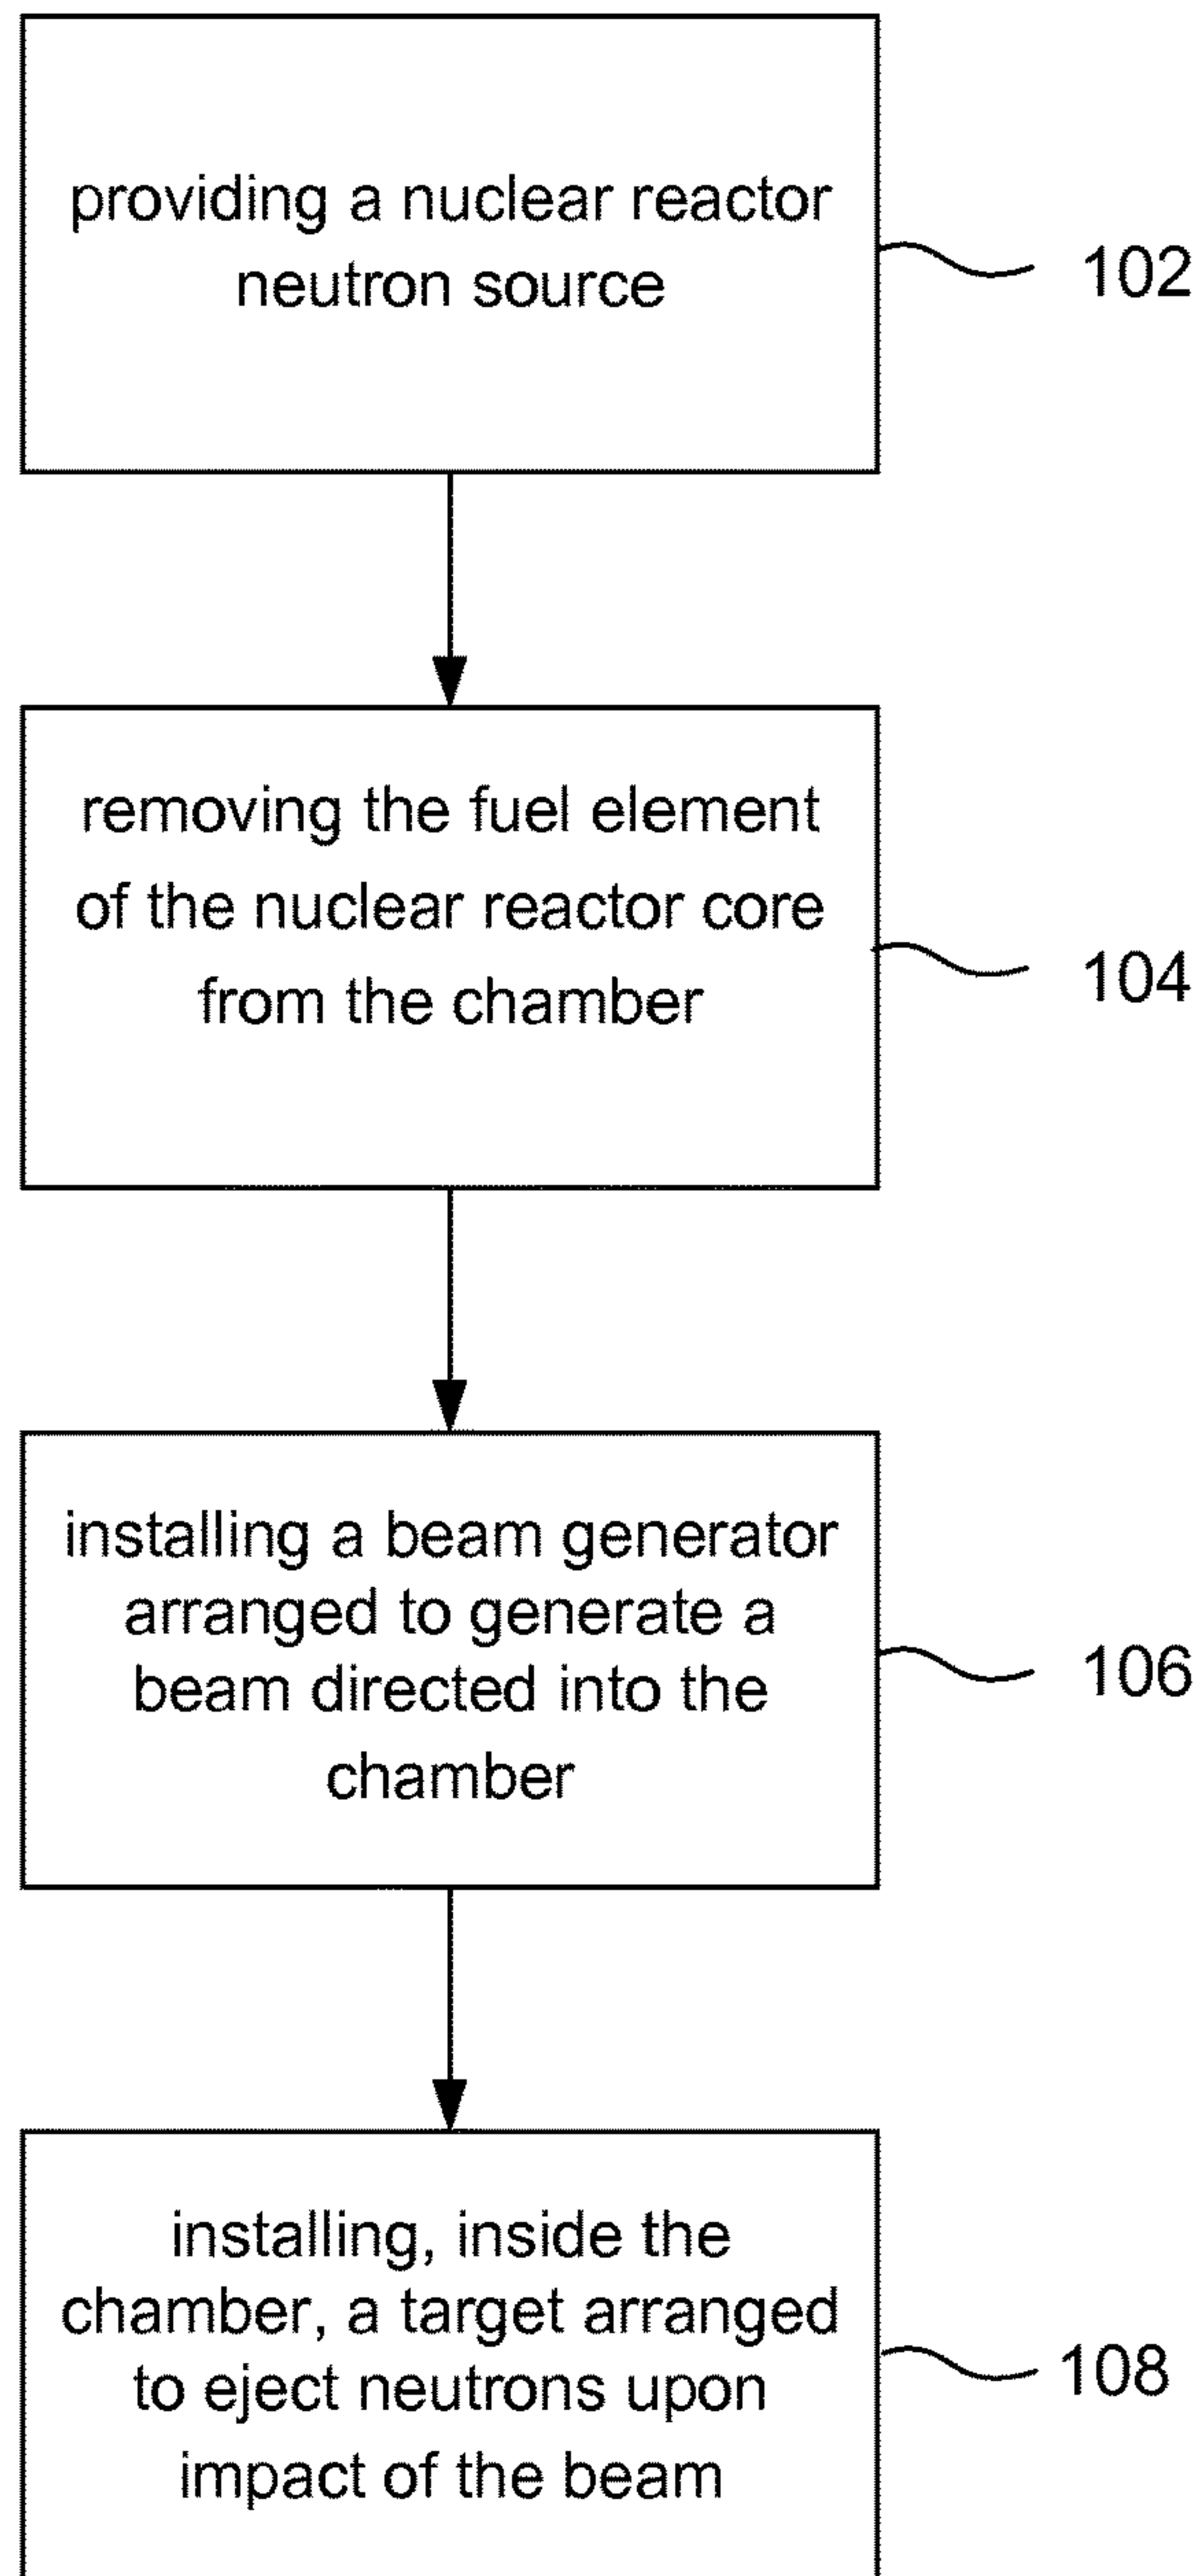 providing a nuclear reactor
neutron source
102
removing the fuel element
of the nuclear reactor core
from the chamber
104
installing a beam generator
arranged to generate a
beam directed into the
chamber
106
installing, inside the
chamber, a target arranged
to eject neutrons upon
impact of the beam
108